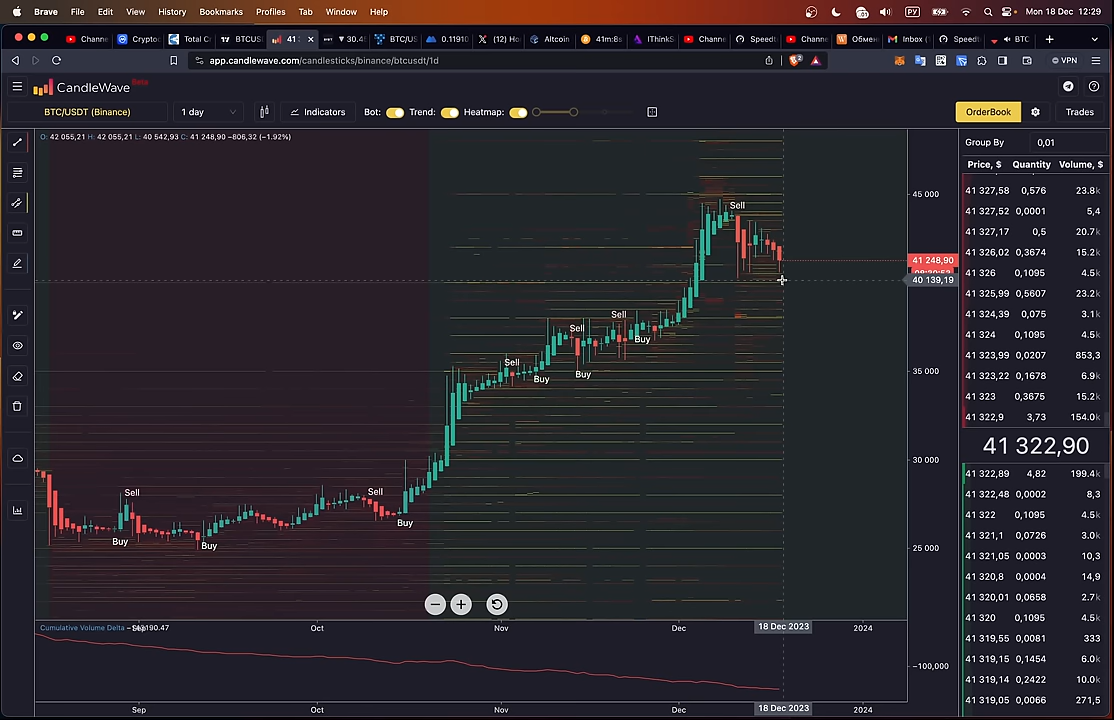 Brave File Edit View History Bookmarks Profiles Tab Window Help РУ Mon 18 Dec 12:29
Channe Crypto Total C BTCUS 41 30.4 BTC/US 0.11910 (12) Ho Altcoin 41m:8s IThinkS Channe Speedt Channe Обмен Inbox ( Speedt BTC
app.candlewave.com/candlesticks/binance/btcusdt/1d VPN
CandleWave Beta
BTC/USDT (Binance) 1 day Indicators Bot: Trend: Heatmap: OrderBook Trades
O: 42 055,21 H: 42 055,21 L: 40 542,93 C: 41 248,90 −806,32 (−1.92%)
Group By 0,01
Price, $ Quantity Volume, $
41 327,58 0,576 23.8k
41 327,52 0,0001 5,4
41 327,17 0,5 20.7k
41 326,02 0,3674 15.2k
41 326 0,1095 4.5k
41 325,99 0,5607 23.2k
41 324,39 0,075 3.1k
41 324 0,1095 4.5k
41 323,99 0,0207 853,3
41 323,22 0,1678 6.9k
41 323 0,3675 15.2k
41 322,9 3,73 154.0k
41 322,90
41 322,89 4,82 199.4k
41 322,48 0,0002 8,3
41 322 0,1095 4.5k
41 321,1 0,0726 3.0k
41 321,05 0,0003 10,3
41 320,8 0,0004 14,9
41 320,01 0,0658 2.7k
41 320 0,1095 4.5k
41 319,55 0,0081 333
41 319,15 0,1454 6.0k
41 319,14 0,2422 10.0k
41 319,05 0,0066 271,5
45 000
41 248,90
40 139,19
35 000
30 000
25 000
Sell
Sell
Sell
Buy
Sell
Buy
Buy
Sell
Sell
Buy
Buy
Buy
Cumulative Volume Delta
Oct Nov Dec 18 Dec 2023 2024
−100,000
Sep Oct Nov Dec 18 Dec 2023 2024